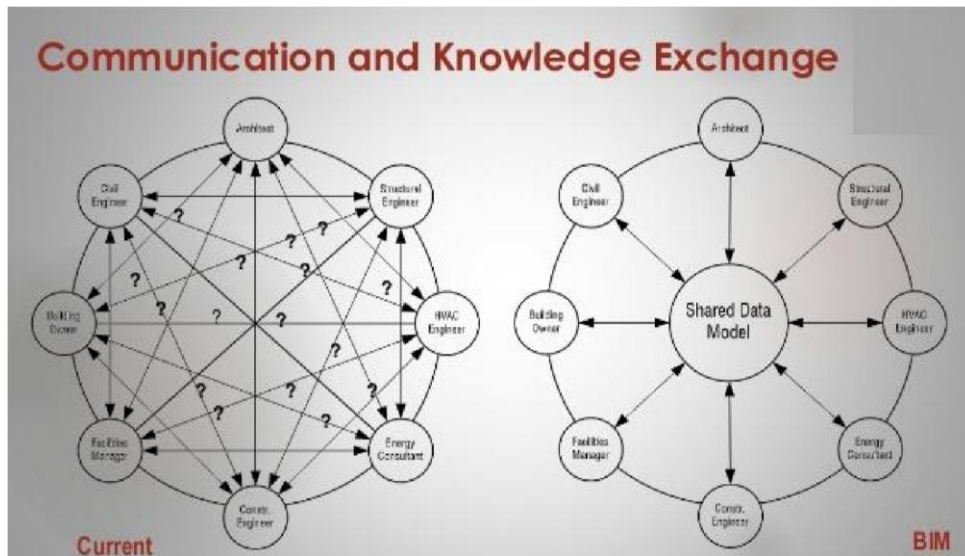 Communication and Knowledge Exchange
Architect
Civil
Engineer
Structural
Engineer
?
?
?
?
?
?
?
Building
Owner
?
?
HVAC
Engineer
?
?
?
?
?
Facilities
Manager
Energy
Consultant
Constr.
Engineer
Current
Architect
Civil
Engineer
Structural
Engineer
Building
Owner
Shared Data
Model
HVAC
Engineer
Facilities
Manager
Energy
Consultant
Constr.
Engineer
BIM